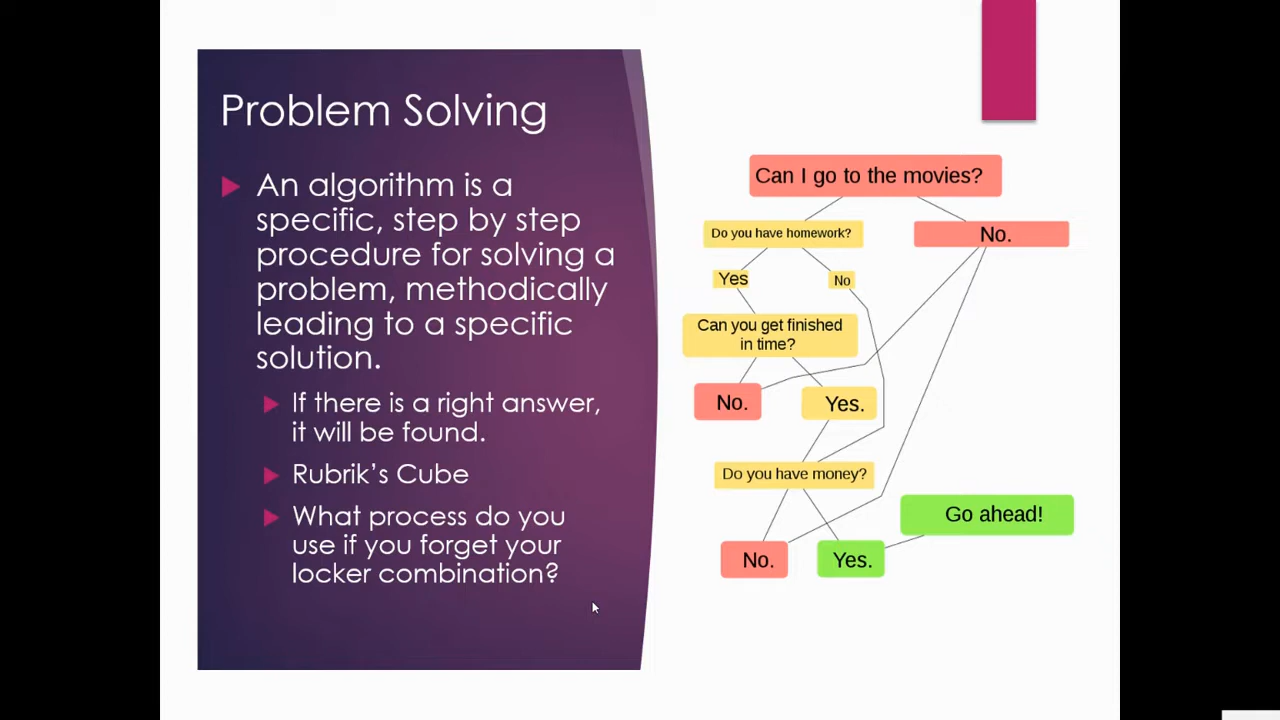 Problem Solving
An algorithm is a
specific, step by step
procedure for solving a
problem, methodically
leading to a specific
solution.
If there is a right answer,
it will be found.
Rubrik's Cube
What process do you
use if you forget your
locker combination?
Can I go to the movies?
Do you have homework?
No.
Yes
No
Can you get finished
in time?
No.
Yes.
Do you have money?
Go ahead!
No.
Yes.